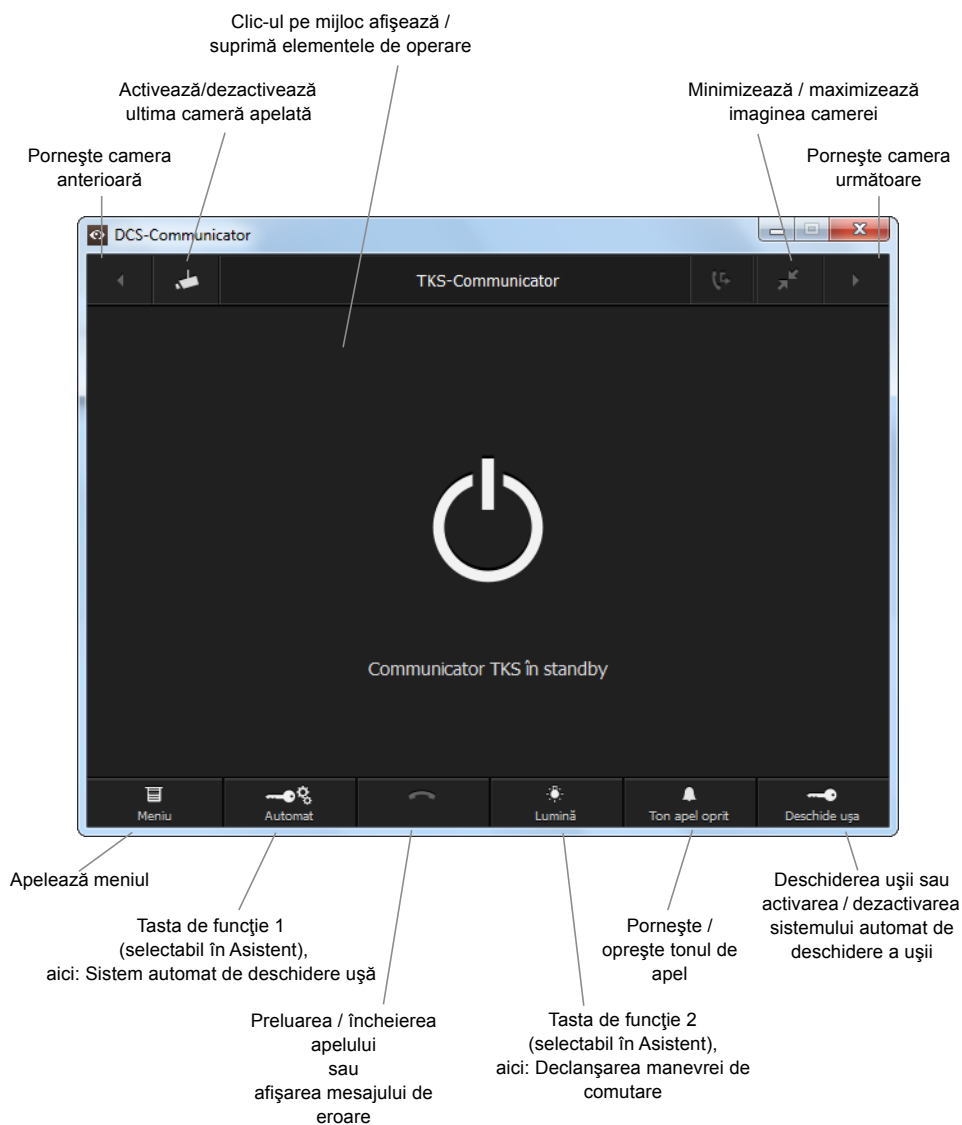 Clic-ul pe mijloc afişează /
suprimă elementele de operare
Activează/dezactivează
ultima cameră apelată
Minimizează / maximizează
imaginea camerei
Porneşte camera
anterioară
Porneşte camera
următoare
DCS-Communicator
TKS-Communicator
Communicator TKS în standby
Meniu
Automat
Lumină
Ton apel oprit
Deschide uşa
Apelează meniul
Tasta de funcţie 1
(selectabil în Asistent),
aici: Sistem automat de deschidere uşă
Porneşte /
opreşte tonul de
apel
Deschiderea uşii sau
activarea / dezactivarea
sistemului automat de
deschidere a uşii
Preluarea / încheierea
apelului
sau
afişarea mesajului de
eroare
Tasta de funcţie 2
(selectabil în Asistent),
aici: Declanşarea manevrei de
comutare